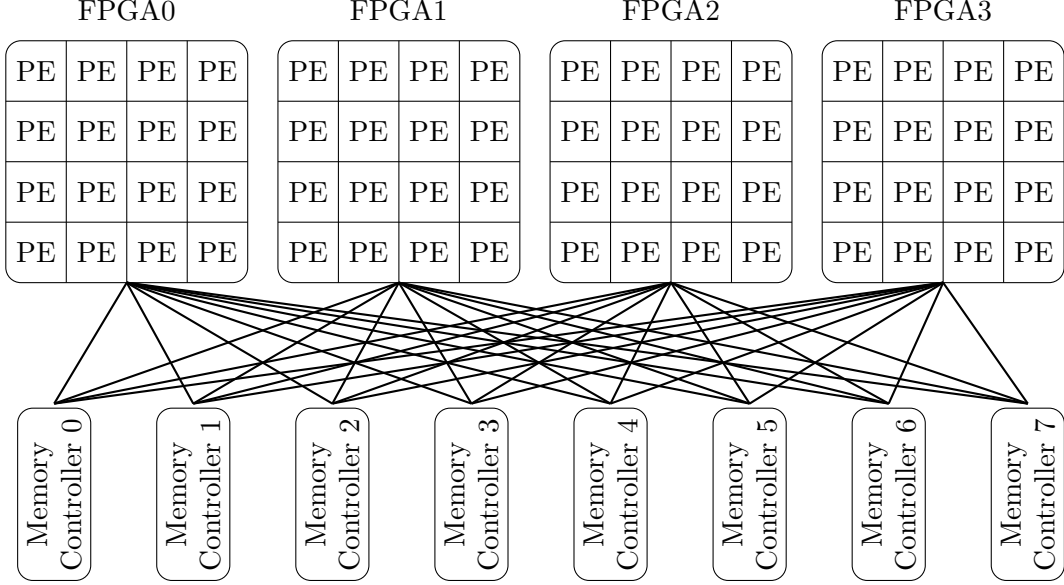 FPGA0 FPGA1 FPGA2 FPGA3
PE PE PE PE PE PE PE PE PE PE PE PE PE PE PE PE
PE PE PE PE PE PE PE PE PE PE PE PE PE PE PE PE
PE PE PE PE PE PE PE PE PE PE PE PE PE PE PE PE
PE PE PE PE PE PE PE PE PE PE PE PE PE PE PE PE
Memory
Controller 0
Memory
Controller 1
Memory
Controller 2
Memory
Controller 3
Memory
Controller 4
Memory
Controller 5
Memory
Controller 6
Memory
Controller 7